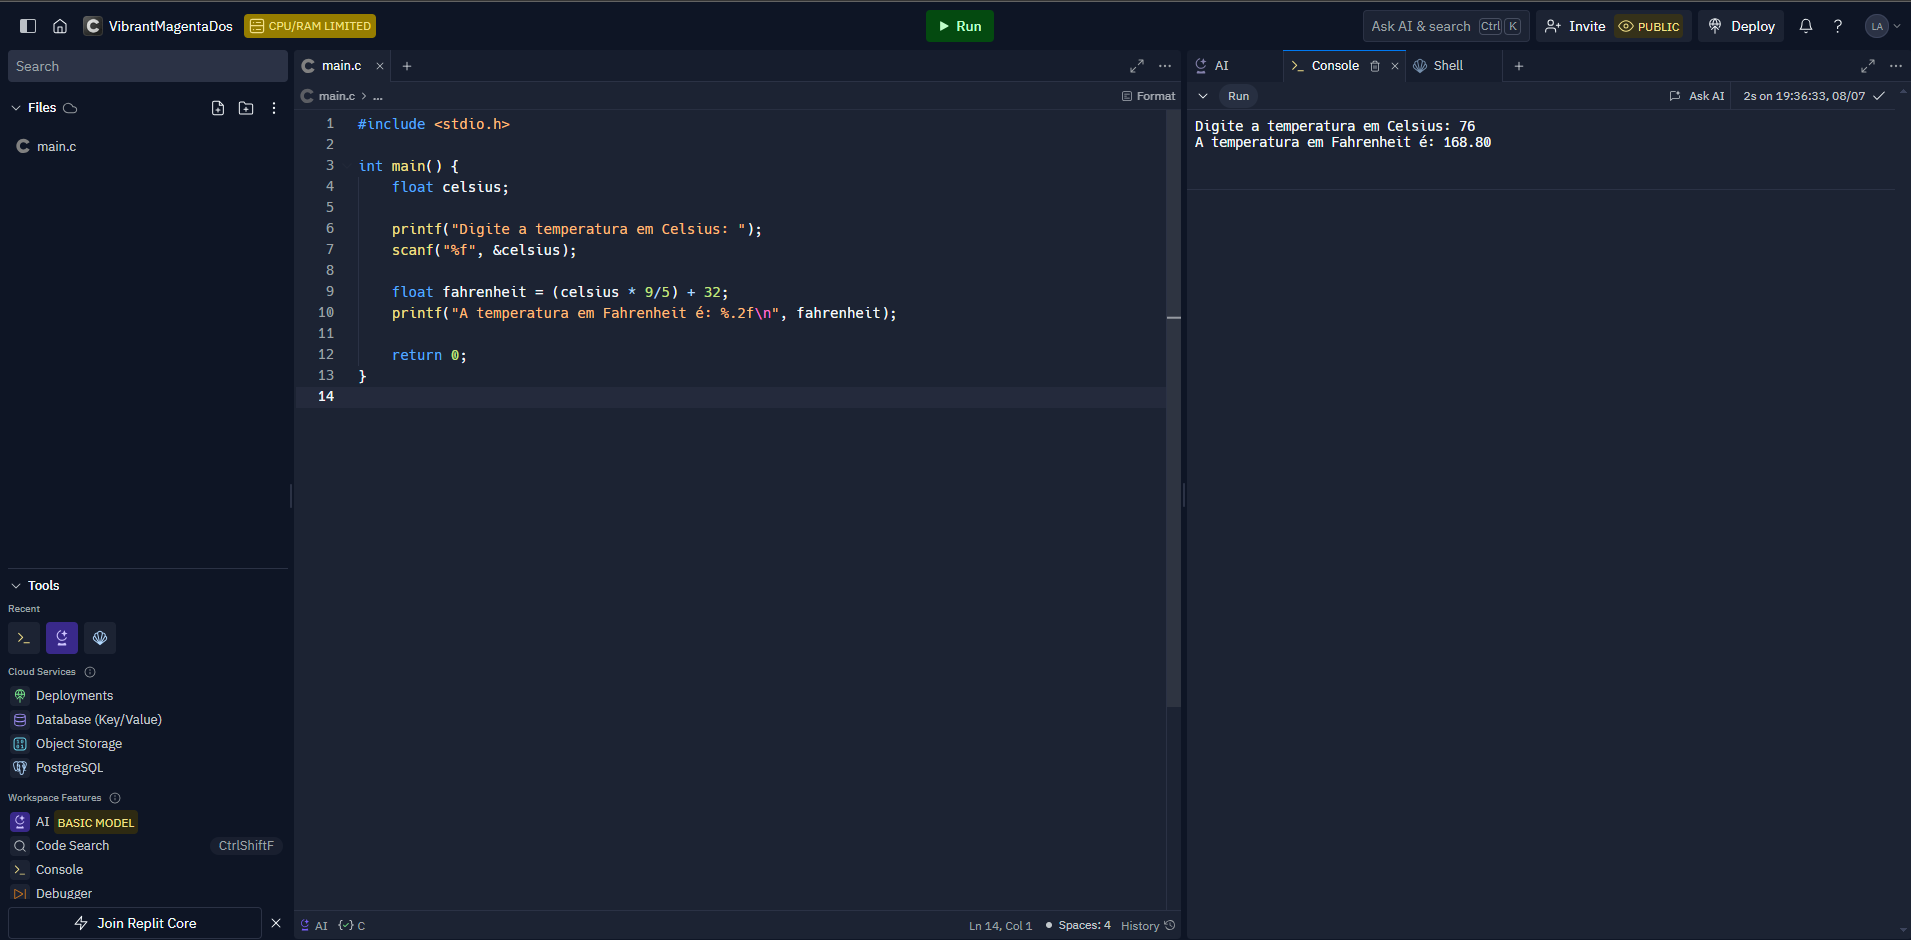 VibrantMagentaDos
CPU/RAM LIMITED
Run
Ask AI & search Ctrl K
Invite
PUBLIC
Deploy
LA
Search
Files
main.c
Tools
Recent
Cloud Services
Deployments
Database (Key/Value)
Object Storage
PostgreSQL
Workspace Features
AI BASIC MODEL
Code Search CtrlShiftF
Console
Debugger
Join Replit Core
main.c
main.c > ...
Format
1 #include <stdio.h>
2
3 int main() {
4 float celsius;
5
6 printf("Digite a temperatura em Celsius: ");
7 scanf("%f", &celsius);
8
9 float fahrenheit = (celsius * 9/5) + 32;
10 printf("A temperatura em Fahrenheit é: %.2f\n", fahrenheit);
11
12 return 0;
13 }
14
AI C
Ln 14, Col 1 Spaces: 4 History
AI
Console
Shell
Run
Ask AI
2s on 19:36:33, 08/07
Digite a temperatura em Celsius: 76
A temperatura em Fahrenheit é: 168.80